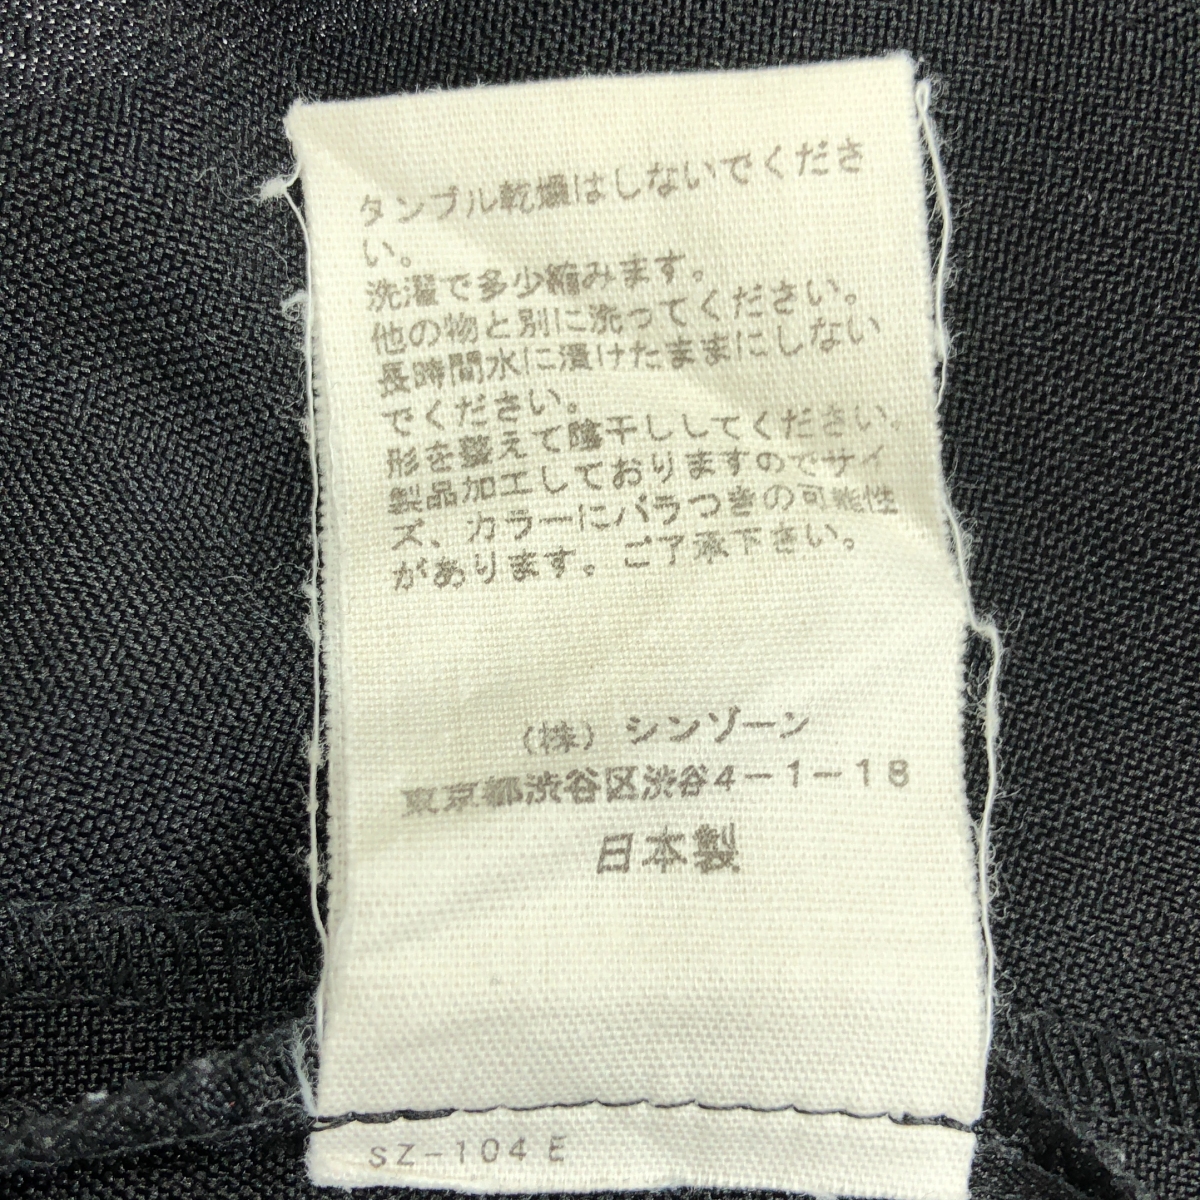 タンブル乾燥はしないでくださ
い。
洗濯で多少縮みます。
他の物と別に洗ってください。
長時間水に漬けたままにしない
でください。
形を整えて陰干ししてください。
製品加工しておりますのでサイ
ズ、カラーにバラつきの可能性
があります。ご了承下さい。
(株) シンゾーン
東京都渋谷区渋谷4-1-18
日本製
SZ-104E